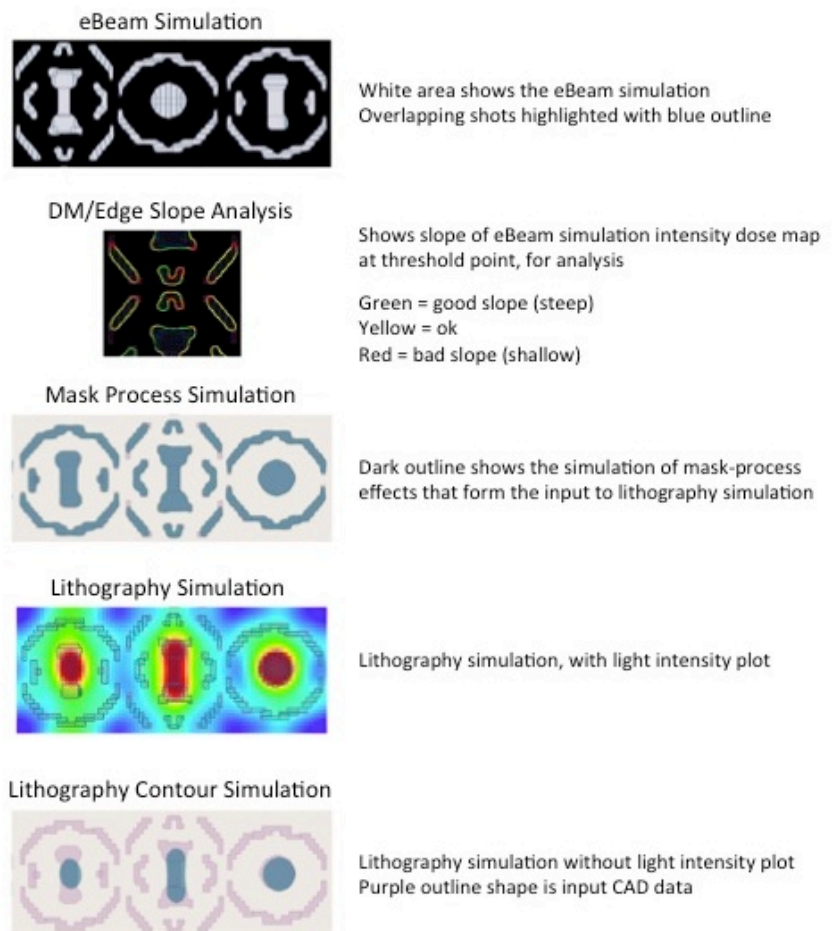 eBeam Simulation
White area shows the eBeam simulation
Overlapping shots highlighted with blue outline
DM/Edge Slope Analysis
Shows slope of eBeam simulation intensity dose map
at threshold point, for analysis
Green = good slope (steep)
Yellow = ok
Red = bad slope (shallow)
Mask Process Simulation
Dark outline shows the simulation of mask-process
effects that form the input to lithography simulation
Lithography Simulation
Lithography simulation, with light intensity plot
Lithography Contour Simulation
Lithography simulation without light intensity plot
Purple outline shape is input CAD data